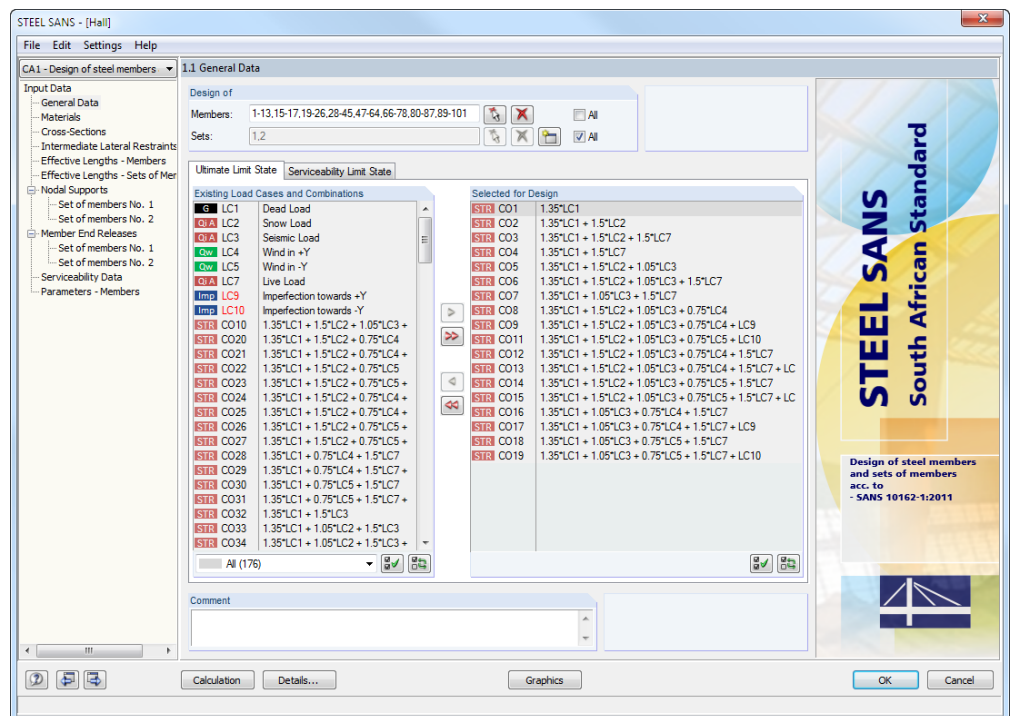 STEEL SANS - [Hall]
File Edit Settings Help
CA1 - Design of steel members
1.1 General Data
Input Data
General Data
Materials
Cross-Sections
Intermediate Lateral Restraints
Effective Lengths - Members
Effective Lengths - Sets of Mer
Nodal Supports
Set of members No. 1
Set of members No. 2
Member End Releases
Set of members No. 1
Set of members No. 2
Serviceability Data
Parameters - Members
Design of
Members: 1-13,15-17,19-26,28-45,47-64,66-78,80-87,89-101 All
Sets: 1,2 All
Ultimate Limit State Serviceability Limit State
Existing Load Cases and Combinations
G LC1 Dead Load
Qi A LC2 Snow Load
Qi A LC3 Seismic Load
Qw LC4 Wind in +Y
Qw LC5 Wind in -Y
Qi A LC7 Live Load
Imp LC9 Imperfection towards +Y
Imp LC10 Imperfection towards -Y
STR CO10 1.35*LC1 + 1.5*LC2 + 1.05*LC3 +
STR CO20 1.35*LC1 + 1.5*LC2 + 0.75*LC4
STR CO21 1.35*LC1 + 1.5*LC2 + 0.75*LC4 +
STR CO22 1.35*LC1 + 1.5*LC2 + 0.75*LC5
STR CO23 1.35*LC1 + 1.5*LC2 + 0.75*LC5 +
STR CO24 1.35*LC1 + 1.5*LC2 + 0.75*LC4 +
STR CO25 1.35*LC1 + 1.5*LC2 + 0.75*LC4 +
STR CO26 1.35*LC1 + 1.5*LC2 + 0.75*LC5 +
STR CO27 1.35*LC1 + 1.5*LC2 + 0.75*LC5 +
STR CO28 1.35*LC1 + 0.75*LC4 + 1.5*LC7
STR CO29 1.35*LC1 + 0.75*LC4 + 1.5*LC7 +
STR CO30 1.35*LC1 + 0.75*LC5 + 1.5*LC7
STR CO31 1.35*LC1 + 0.75*LC5 + 1.5*LC7 +
STR CO32 1.35*LC1 + 1.5*LC3
STR CO33 1.35*LC1 + 1.05*LC2 + 1.5*LC3
STR CO34 1.35*LC1 + 1.05*LC2 + 1.5*LC3 +
All (176)
Selected for Design
STR CO1 1.35*LC1
STR CO2 1.35*LC1 + 1.5*LC2
STR CO3 1.35*LC1 + 1.5*LC2 + 1.5*LC7
STR CO4 1.35*LC1 + 1.5*LC7
STR CO5 1.35*LC1 + 1.5*LC2 + 1.05*LC3
STR CO6 1.35*LC1 + 1.5*LC2 + 1.05*LC3 + 1.5*LC7
STR CO7 1.35*LC1 + 1.05*LC3 + 1.5*LC7
STR CO8 1.35*LC1 + 1.5*LC2 + 1.05*LC3 + 0.75*LC4
STR CO9 1.35*LC1 + 1.5*LC2 + 1.05*LC3 + 0.75*LC4 + LC9
STR CO11 1.35*LC1 + 1.5*LC2 + 1.05*LC3 + 0.75*LC5 + LC10
STR CO12 1.35*LC1 + 1.5*LC2 + 1.05*LC3 + 0.75*LC4 + 1.5*LC7
STR CO13 1.35*LC1 + 1.5*LC2 + 1.05*LC3 + 0.75*LC4 + 1.5*LC7 + LC
STR CO14 1.35*LC1 + 1.5*LC2 + 1.05*LC3 + 0.75*LC5 + 1.5*LC7
STR CO15 1.35*LC1 + 1.5*LC2 + 1.05*LC3 + 0.75*LC5 + 1.5*LC7 + LC
STR CO16 1.35*LC1 + 1.05*LC3 + 0.75*LC4 + 1.5*LC7
STR CO17 1.35*LC1 + 1.05*LC3 + 0.75*LC4 + 1.5*LC7 + LC9
STR CO18 1.35*LC1 + 1.05*LC3 + 0.75*LC5 + 1.5*LC7
STR CO19 1.35*LC1 + 1.05*LC3 + 0.75*LC5 + 1.5*LC7 + LC10
Comment
STEEL SANS
South African Standard
Design of steel members
and sets of members
acc. to
- SANS 10162-1:2011
Calculation Details... Graphics OK Cancel